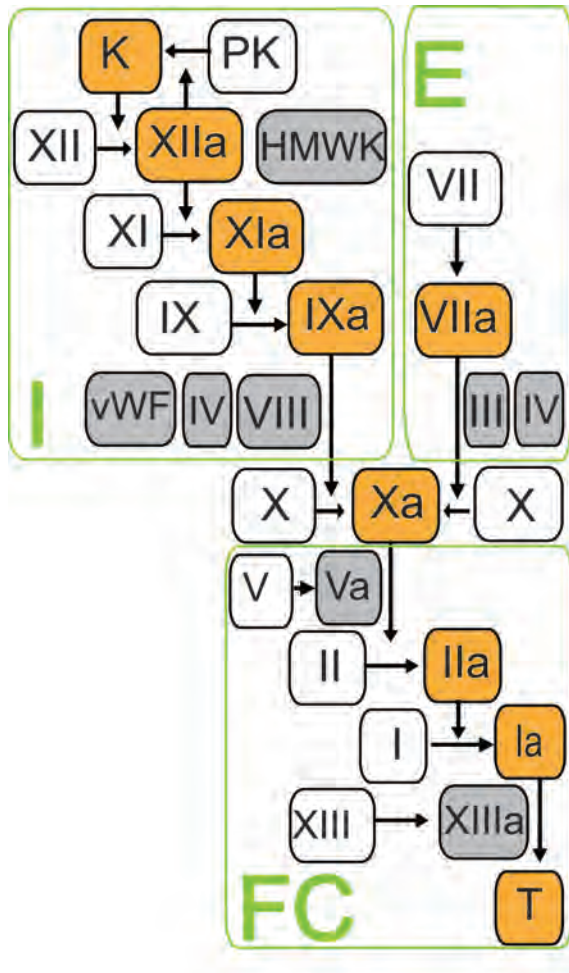 K PK
E
XII XIIa HMWK
VII
XI XIa
IX IXa VIIa
I vWF IV VIII III IV
X Xa X
V Va
II IIa
I Ia
XIII XIIIa
FC T